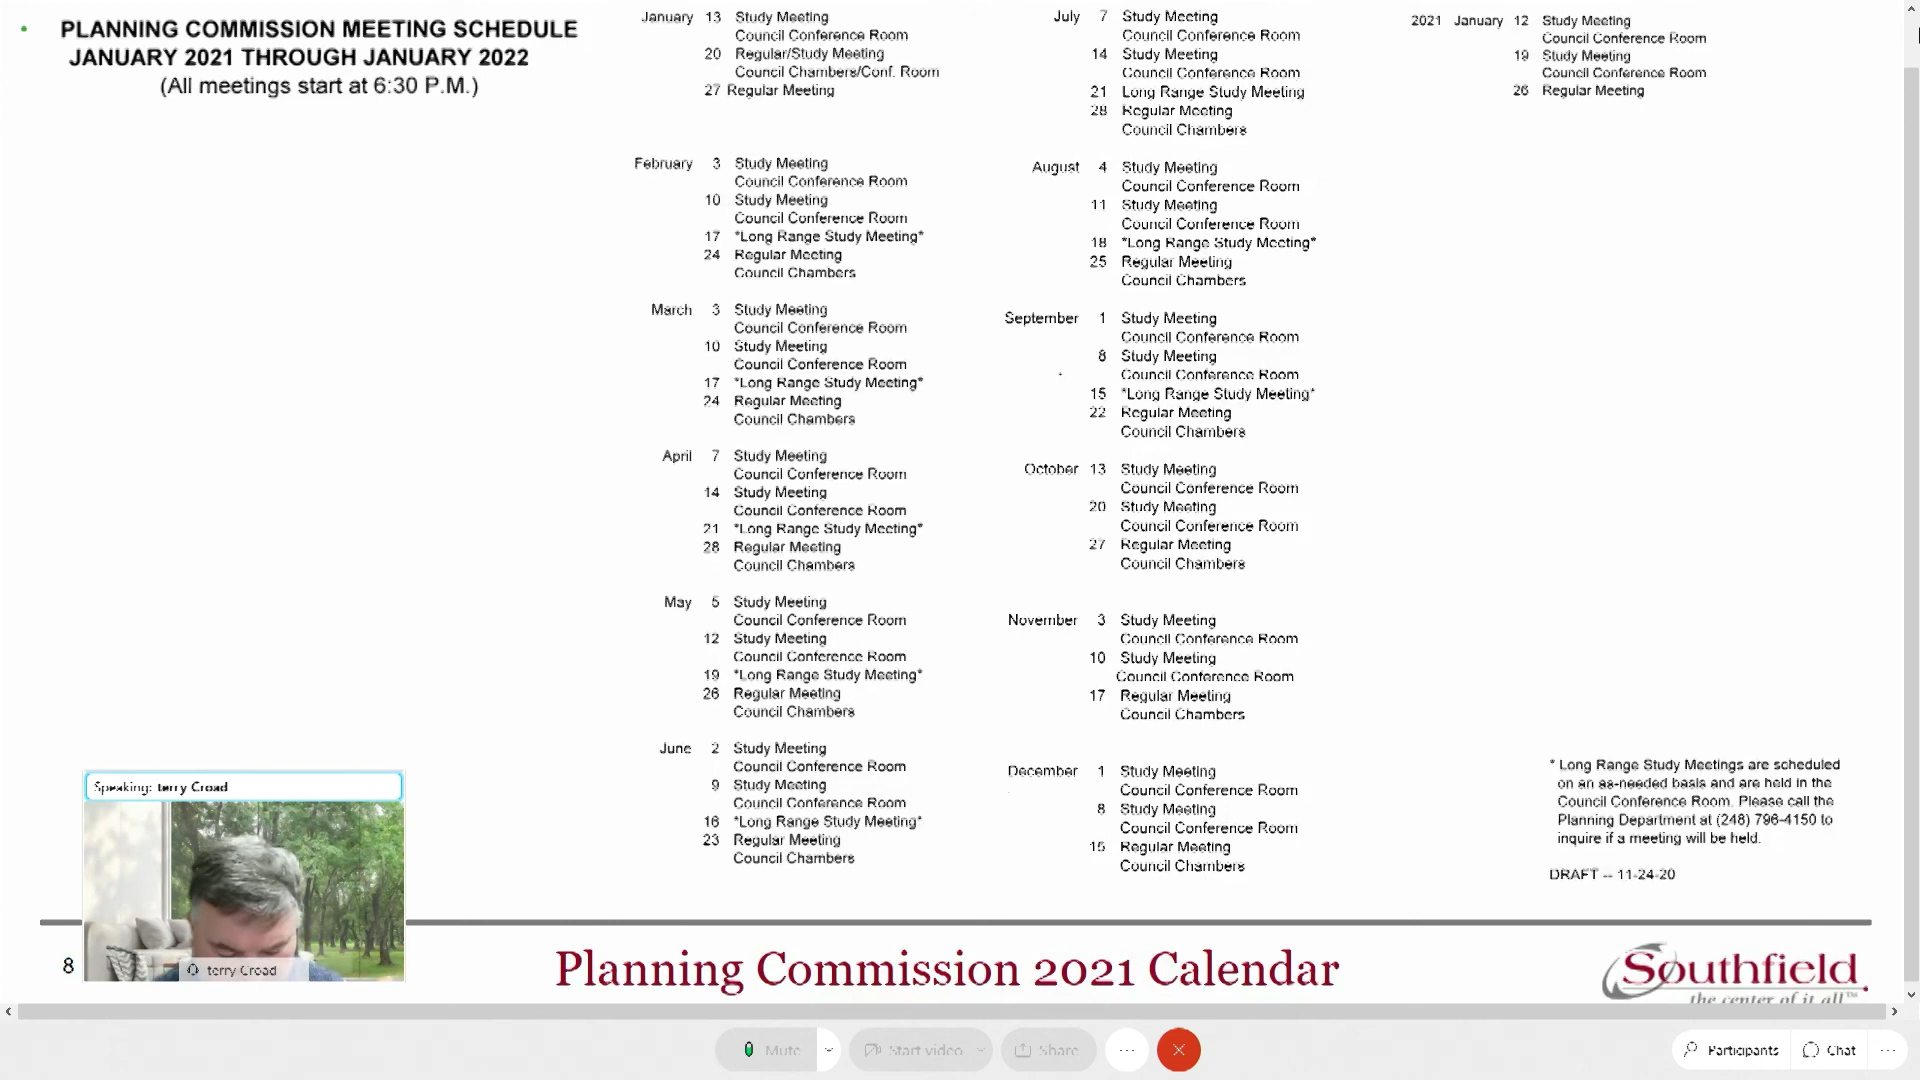 • PLANNING COMMISSION MEETING SCHEDULE
JANUARY 2021 THROUGH JANUARY 2022
(All meetings start at 6:30 P.M.)
January 13 Study Meeting
Council Conference Room
20 Regular/Study Meeting
Council Chambers/Conf. Room
27 Regular Meeting
February 3 Study Meeting
Council Conference Room
10 Study Meeting
Council Conference Room
17 *Long Range Study Meeting*
24 Regular Meeting
Council Chambers
March 3 Study Meeting
Council Conference Room
10 Study Meeting
Council Conference Room
17 *Long Range Study Meeting*
24 Regular Meeting
Council Chambers
April 7 Study Meeting
Council Conference Room
14 Study Meeting
Council Conference Room
21 *Long Range Study Meeting*
28 Regular Meeting
Council Chambers
May 5 Study Meeting
Council Conference Room
12 Study Meeting
Council Conference Room
19 *Long Range Study Meeting*
26 Regular Meeting
Council Chambers
June 2 Study Meeting
Council Conference Room
9 Study Meeting
Council Conference Room
16 *Long Range Study Meeting*
23 Regular Meeting
Council Chambers
July 7 Study Meeting
Council Conference Room
14 Study Meeting
Council Conference Room
21 Long Range Study Meeting
28 Regular Meeting
Council Chambers
August 4 Study Meeting
Council Conference Room
11 Study Meeting
Council Conference Room
18 *Long Range Study Meeting*
25 Regular Meeting
Council Chambers
September 1 Study Meeting
Council Conference Room
8 Study Meeting
Council Conference Room
15 *Long Range Study Meeting*
22 Regular Meeting
Council Chambers
October 13 Study Meeting
Council Conference Room
20 Study Meeting
Council Conference Room
27 Regular Meeting
Council Chambers
November 3 Study Meeting
Council Conference Room
10 Study Meeting
Council Conference Room
17 Regular Meeting
Council Chambers
December 1 Study Meeting
Council Conference Room
8 Study Meeting
Council Conference Room
15 Regular Meeting
Council Chambers
2021 January 12 Study Meeting
Council Conference Room
19 Study Meeting
Council Conference Room
26 Regular Meeting
* Long Range Study Meetings are scheduled
on an as-needed basis and are held in the
Council Conference Room. Please call the
Planning Department at (248) 796-4150 to
inquire if a meeting will be held.
DRAFT -- 11-24-20
Speaking: terry Croad
terry Croad
8
Planning Commission 2021 Calendar
Southfield
the center of it all™
Mute
Start video
Share
Participants
Chat